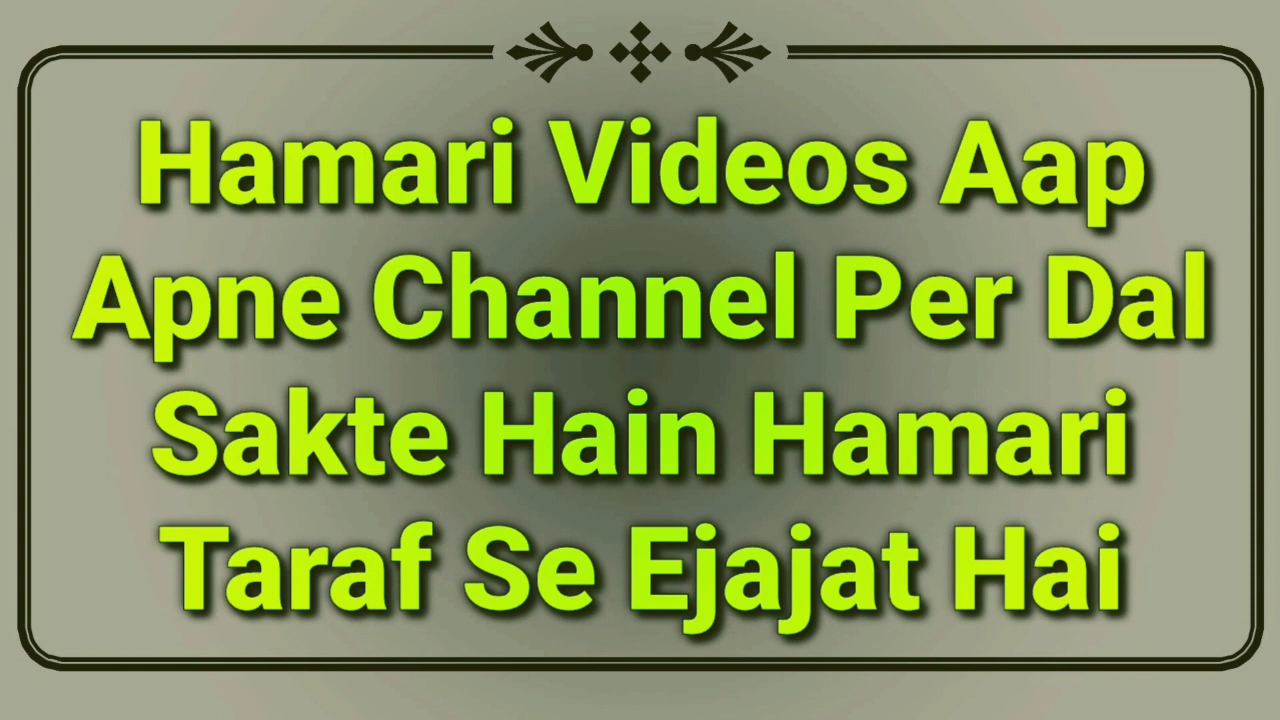 Hamari Videos Aap
Apne Channel Per Dal
Sakte Hain Hamari
Taraf Se Ejajat Hai